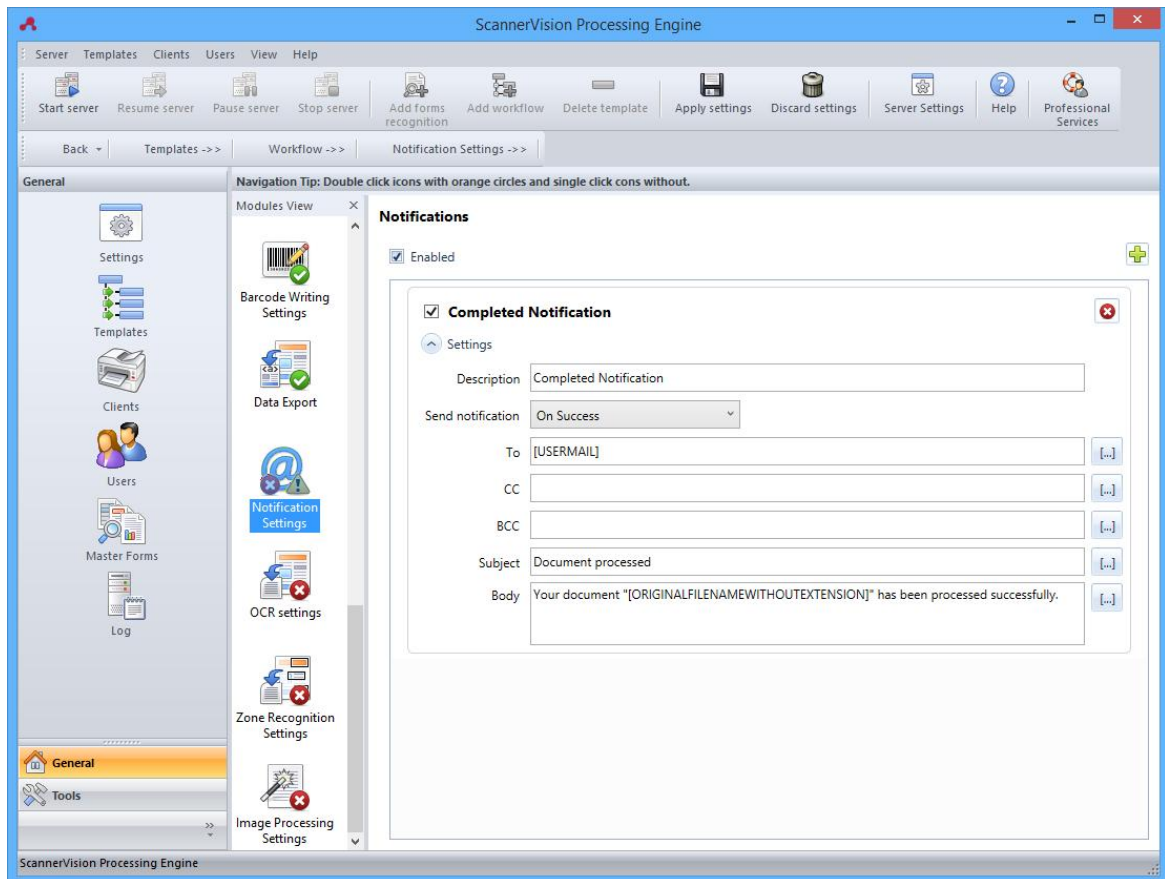 ScannerVision Processing Engine
Server Templates Clients Users View Help
Start server
Resume server
Pause server
Stop server
Add forms
recognition
Add workflow
Delete template
Apply settings
Discard settings
Server Settings
Help
Professional
Services
Back
Templates ->>
Workflow ->>
Notification Settings ->>
General
Settings
Templates
Clients
Users
Master Forms
Log
General
Tools
Navigation Tip: Double click icons with orange circles and single click cons without.
Modules View
Barcode Writing
Settings
Data Export
Notification
Settings
OCR settings
Zone Recognition
Settings
Image Processing
Settings
Notifications
Enabled
Completed Notification
Settings
Description Completed Notification
Send notification On Success
To [USERMAIL] [...]
CC [...]
BCC [...]
Subject Document processed [...]
Body Your document "[ORIGINALFILENAMEWITHOUTEXTENSION]" has been processed successfully. [...]
ScannerVision Processing Engine